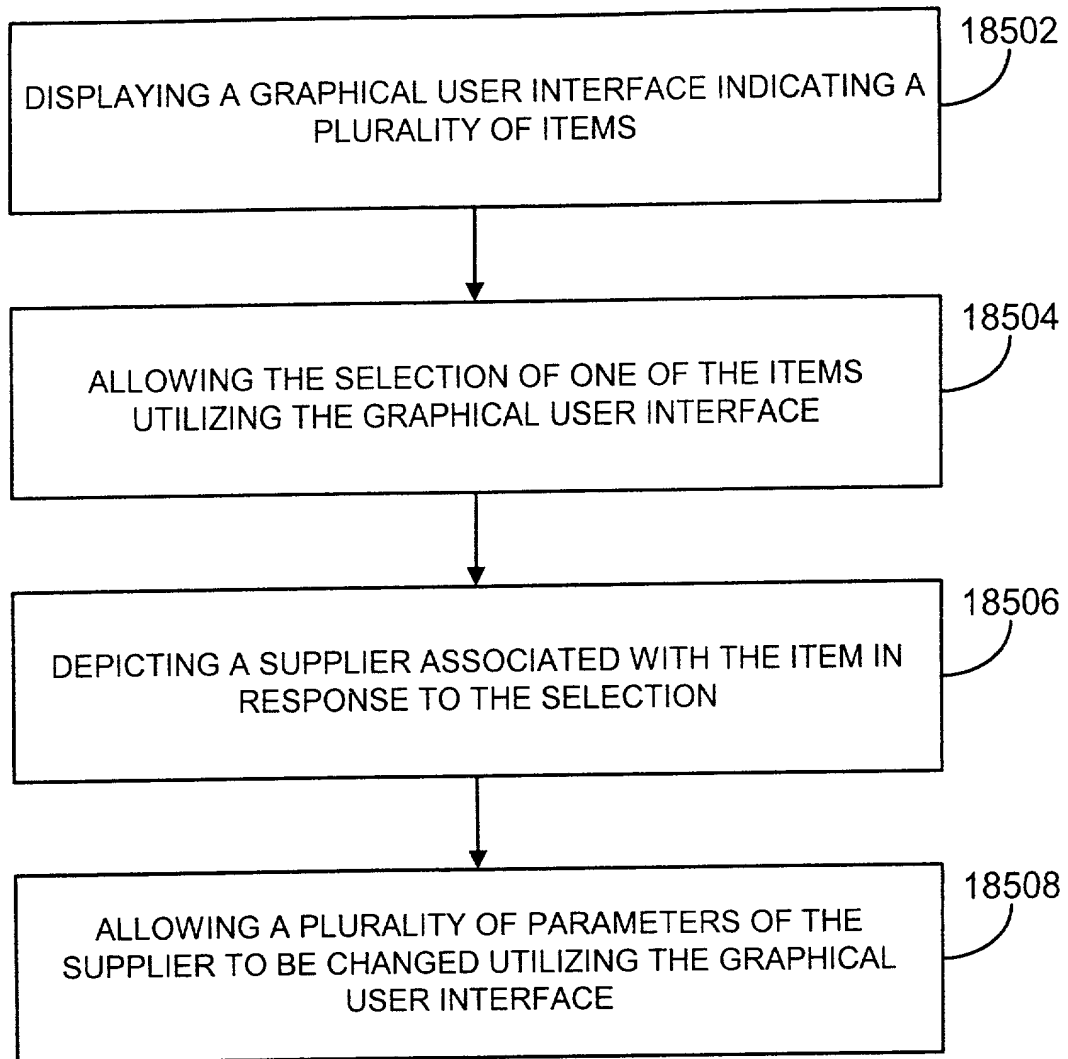 18502
DISPLAYING A GRAPHICAL USER INTERFACE INDICATING A
PLURALITY OF ITEMS
18504
ALLOWING THE SELECTION OF ONE OF THE ITEMS
UTILIZING THE GRAPHICAL USER INTERFACE
18506
DEPICTING A SUPPLIER ASSOCIATED WITH THE ITEM IN
RESPONSE TO THE SELECTION
18508
ALLOWING A PLURALITY OF PARAMETERS OF THE
SUPPLIER TO BE CHANGED UTILIZING THE GRAPHICAL
USER INTERFACE